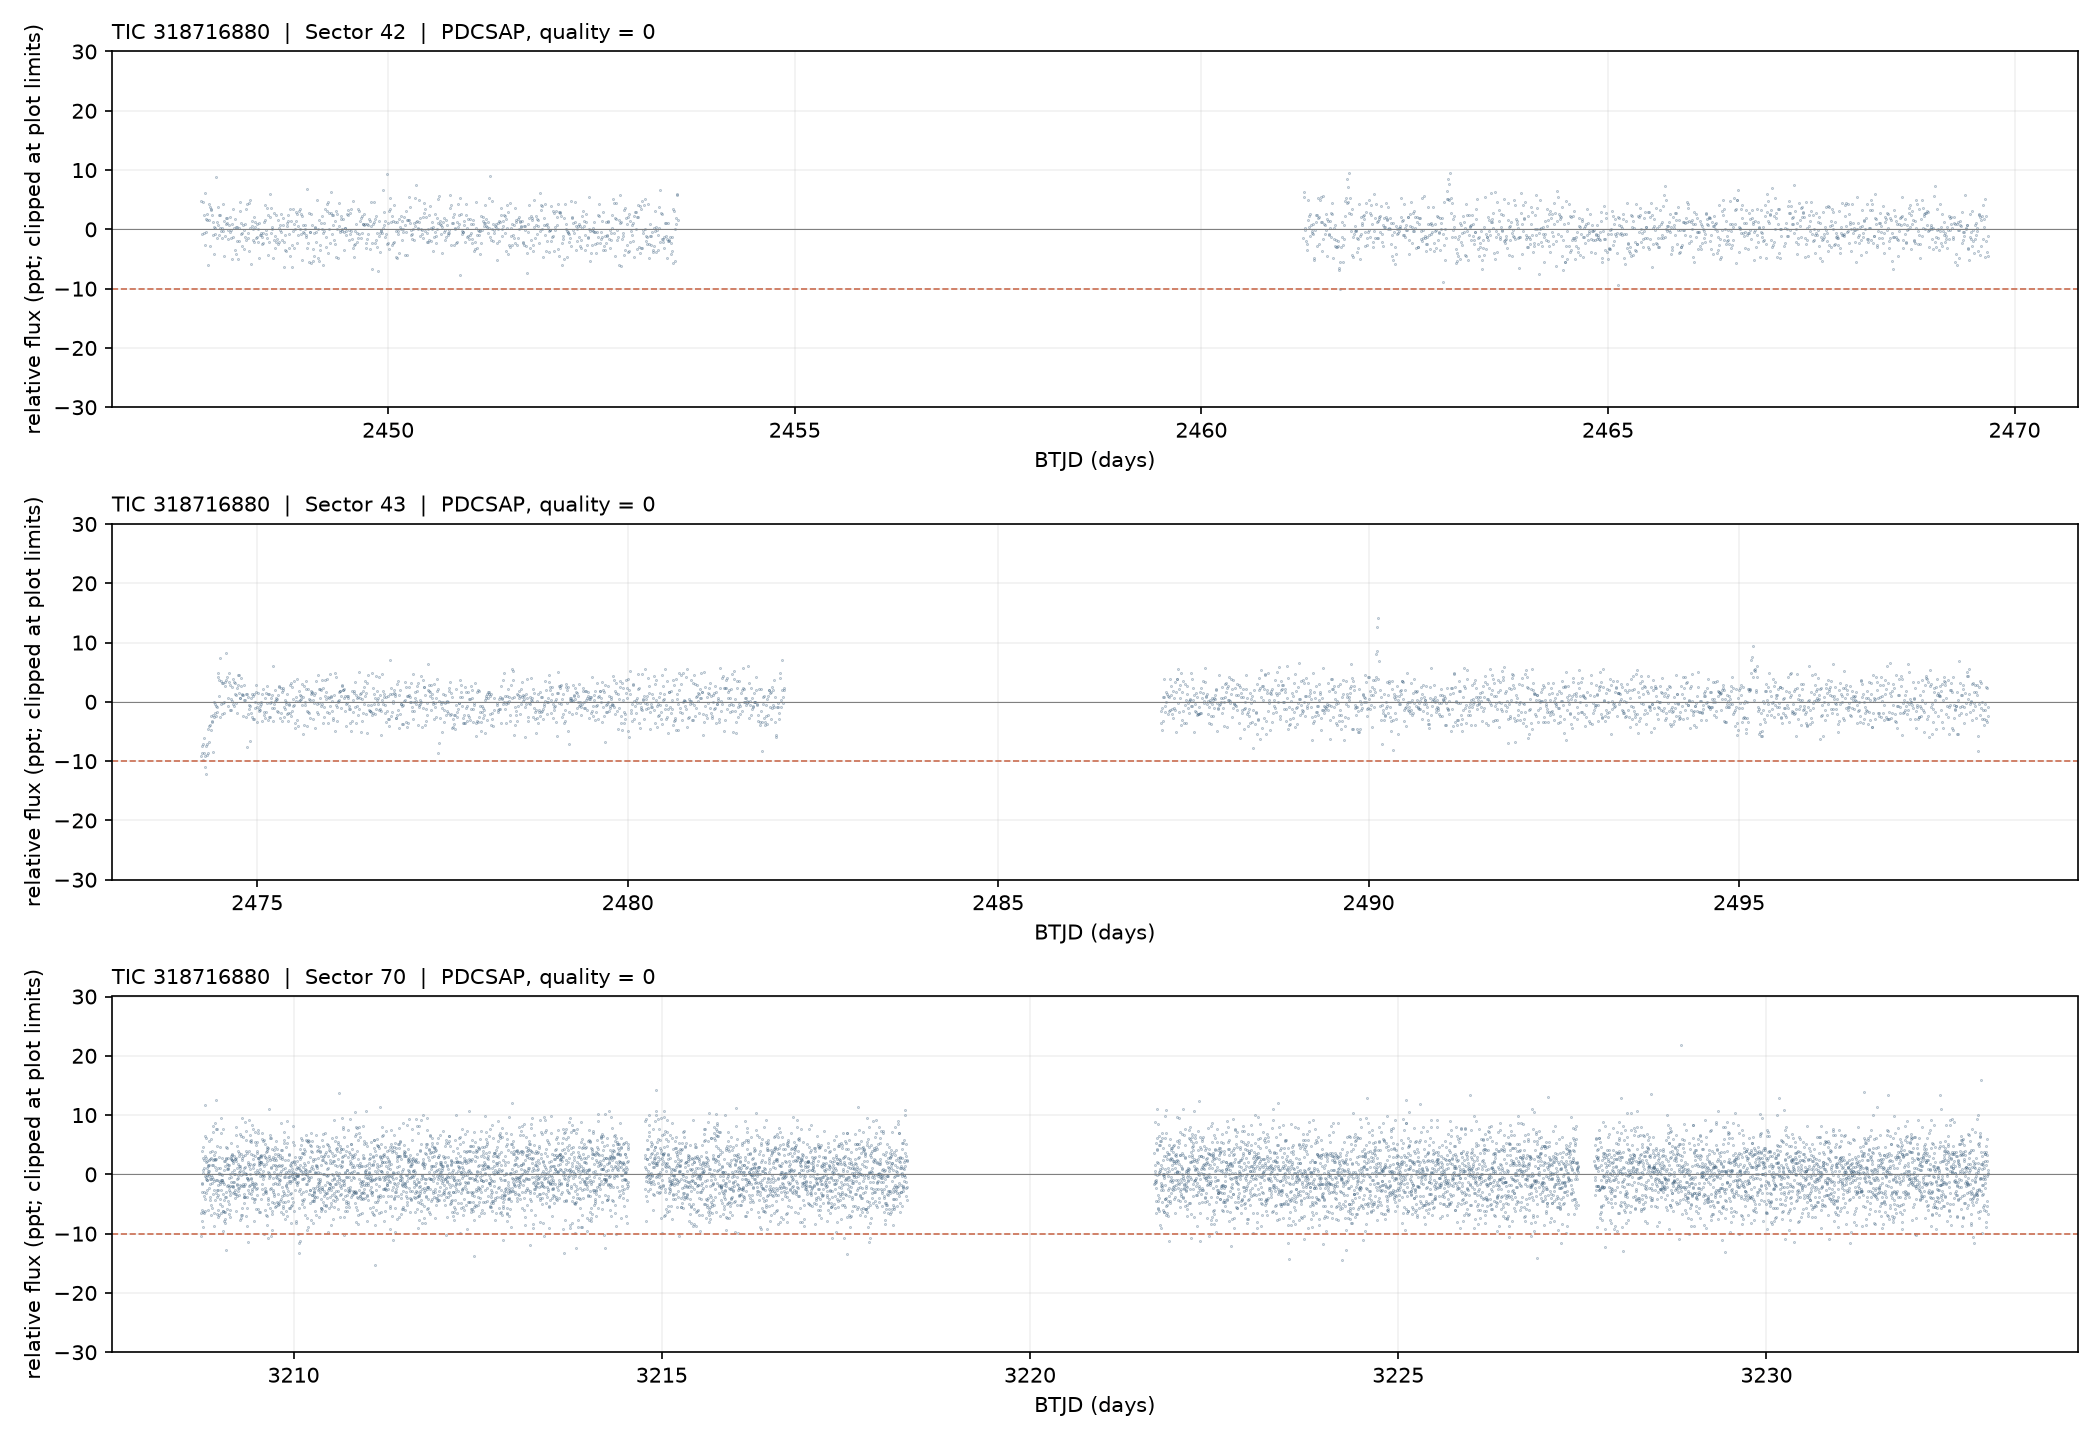 TIC 318716880 | Sector 42 | PDCSAP, quality = 0
relative flux (ppt; clipped at plot limits)
30
20
10
0
−10
−20
−30
2450 2455 2460 2465 2470
BTJD (days)
TIC 318716880 | Sector 43 | PDCSAP, quality = 0
relative flux (ppt; clipped at plot limits)
30
20
10
0
−10
−20
−30
2475 2480 2485 2490 2495
BTJD (days)
TIC 318716880 | Sector 70 | PDCSAP, quality = 0
relative flux (ppt; clipped at plot limits)
30
20
10
0
−10
−20
−30
3210 3215 3220 3225 3230
BTJD (days)